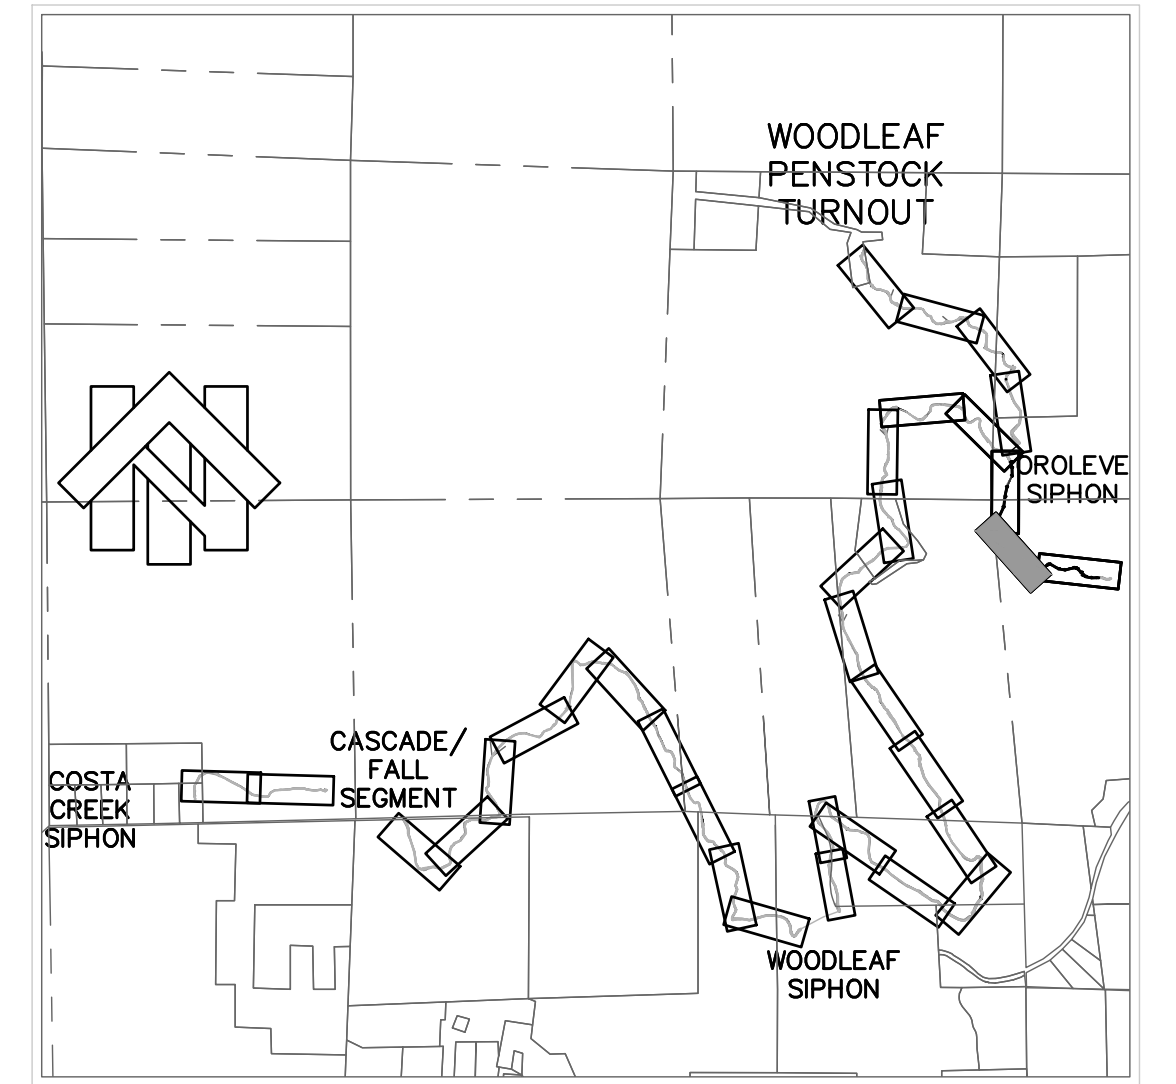 WOODLEAF
PENSTOCK
TURNOUT
OROLEVE
SIPHON
CASCADE/
FALL
SEGMENT
COSTA
CREEK
SIPHON
WOODLEAF
SIPHON